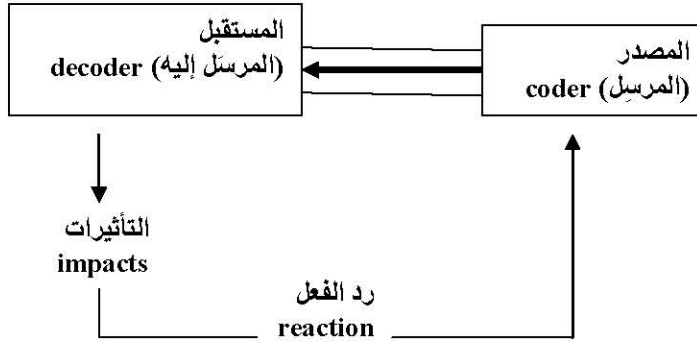 المصدر
(المرسِل) coder
المستقبل
(المرسَل إليه) decoder
التأثيرات
impacts
رد الفعل
reaction